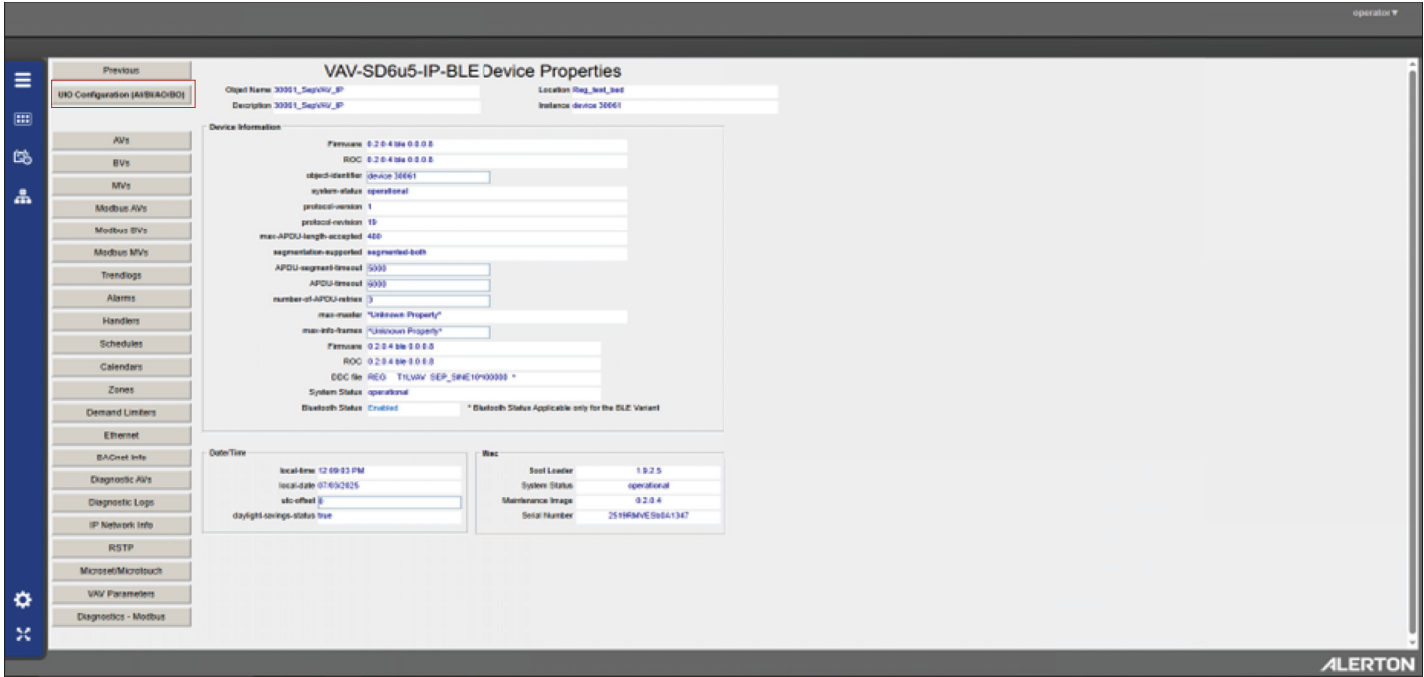 operator▼
Previous
UIO Configuration (AI/BI/AO/BO)
AVs
BVs
MVs
Modbus AVs
Modbus BVs
Modbus MVs
Trendlogs
Alarms
Handlers
Schedules
Calendars
Zones
Demand Limiters
Ethernet
BACnet Info
Diagnostic AVs
Diagnostic Logs
IP Network Info
RSTP
Microset/Microtouch
VAV Parameters
Diagnostics - Modbus
VAV-SD6u5-IP-BLE Device Properties
Object Name 30061_SepVAV_IP
Location Reg_test_bed
Description 30061_SepVAV_IP
Instance device 30061
Device Information
Firmware 0.2.0.4 ble 0.0.0.8
ROC 0.2.0.4 ble 0.0.0.8
object-identifier device 30061
system-status operational
protocol-version 1
protocol-revision 19
max-APDU-length-accepted 480
segmentation-supported segmented-both
APDU-segment-timeout 5000
APDU-timeout 6000
number-of-APDU-retries 3
max-master *Unknown Property*
max-info-frames *Unknown Property*
Firmware 0.2.0.4 ble 0.0.0.8
ROC 0.2.0.4 ble 0.0.0.8
DDC file REG
System Status operational
Bluetooth Status Enabled * Bluetooth Status Applicable only for the BLE Variant
Date/Time
local-time 12:09:03 PM
local-date 07/03/2025
utc-offset
daylight-savings-status true
Misc
Boot Loader 1.9.2.5
System Status operational
Maintenance Image 0.2.0.4
Serial Number
ALERTON